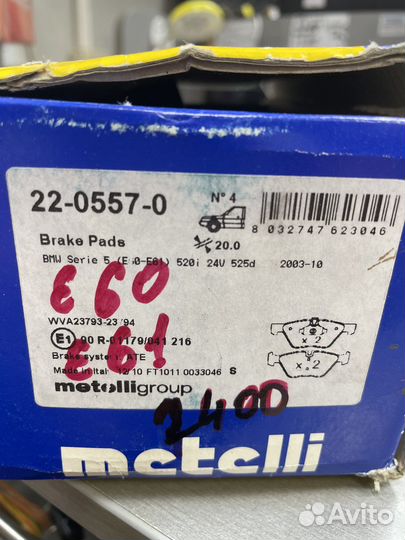 22-0557-0
N° 4
20.0
8 032747 623046
Brake Pads
BMW Serie 5 (E60-E61) 520i 24V 525d 2003-10
E60
E61
WVA23793-23794
E1 90 R-01179/041 216
Brake system: ATE
Made in Italy 12/10 FT1011 0033046 S
x 2
x 2
metelligroup
2400
metelli
Avito